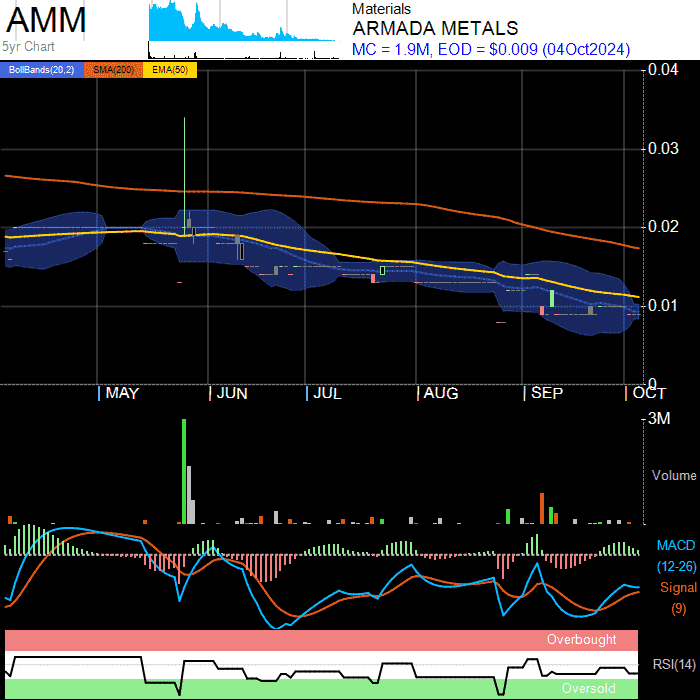 AMM
5yr Chart
Materials
ARMADA METALS
MC = 1.9M, EOD = $0.009 (04Oct2024)
BollBands(20,2) SMA(200) EMA(50)
0.04
0.03
0.02
0.01
0
MAY JUN JUL AUG SEP OCT
3M
Volume
MACD
(12-26)
Signal
(9)
Overbought
RSI(14)
Oversold